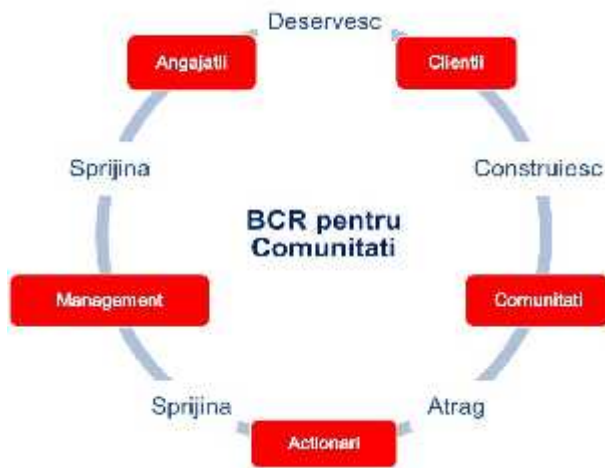 Deservesc
Angajatii
Clientii
Sprijina
Construiesc
BCR pentru
Comunitati
Management
Comunitati
Sprijina
Atrag
Actionari